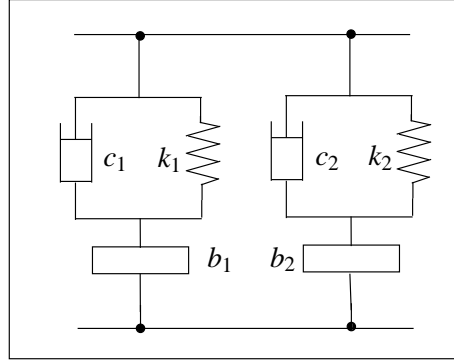 c₁ k₁ c₂ k₂
b₁ b₂